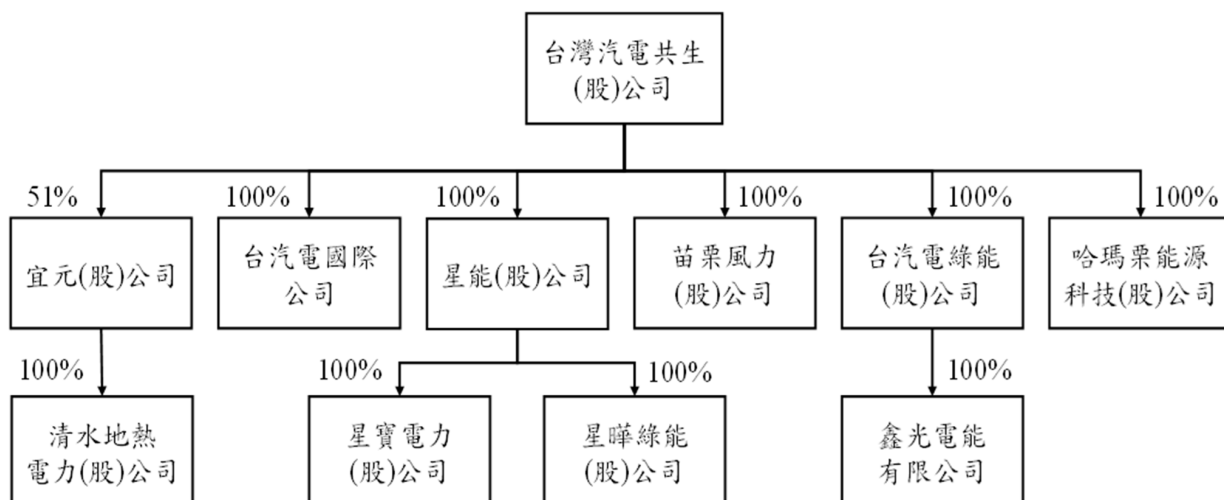 台灣汽電共生
(股)公司
51%
100%
100%
100%
100%
100%
宜元(股)公司
台汽電國際
公司
星能(股)公司
苗栗風力
(股)公司
台汽電綠能
(股)公司
哈瑪栗能源
科技(股)公司
100%
100%
100%
100%
清水地熱
電力(股)公司
星寶電力
(股)公司
星曄綠能
(股)公司
鑫光電能
有限公司